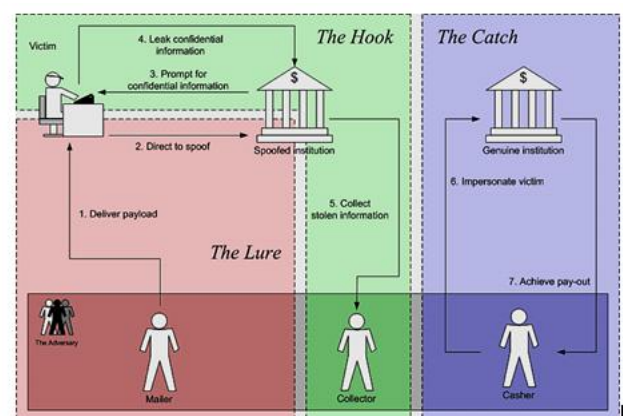 The Hook
The Catch
Victim
4. Leak confidential
information
3. Prompt for
confidential information
$
$
2. Direct to spoof
Spoofed institution
Genuine institution
1. Deliver payload
5. Collect
stolen information
6. Impersonate victim
The Lure
7. Achieve pay-out
The Adversary
Mailer
Collector
Casher